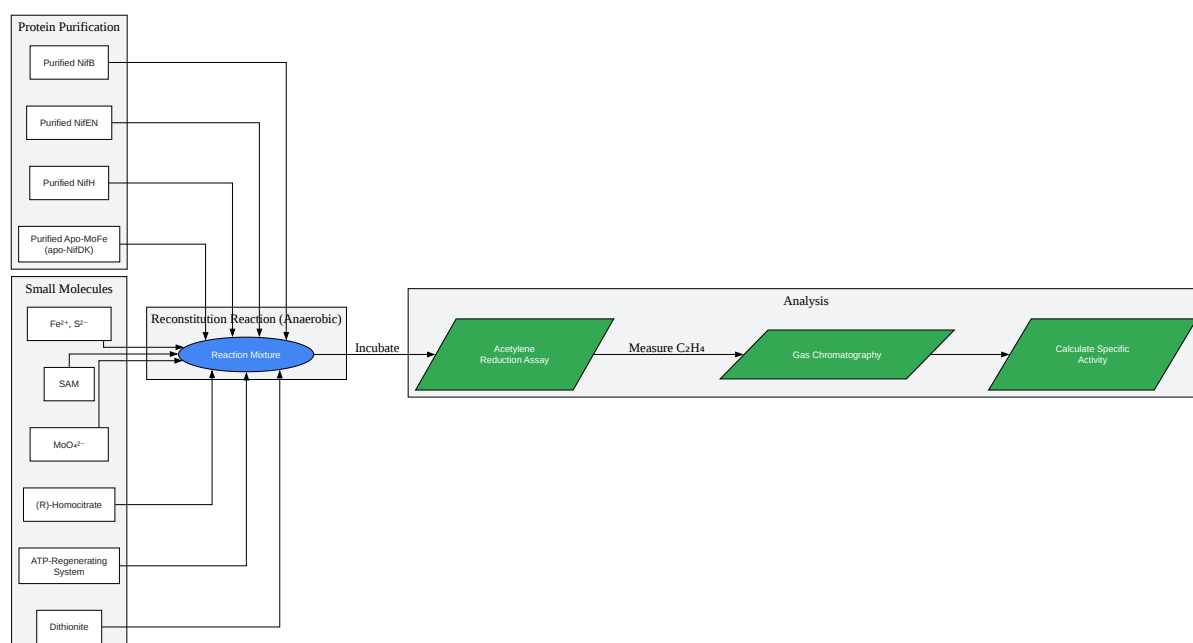 Protein Purification
Purified NifB
Purified NifEN
Purified NifH
Purified Apo-MoFe
(apo-NifDK)
Small Molecules
Fe²⁺, S²⁻
SAM
MoO₄²⁻
(R)-Homocitrate
ATP-Regenerating
System
Dithionite
Reconstitution Reaction (Anaerobic)
Reaction Mixture
Incubate
Analysis
Acetylene
Reduction Assay
Measure C₂H₄
Gas Chromatography
Calculate Specific
Activity